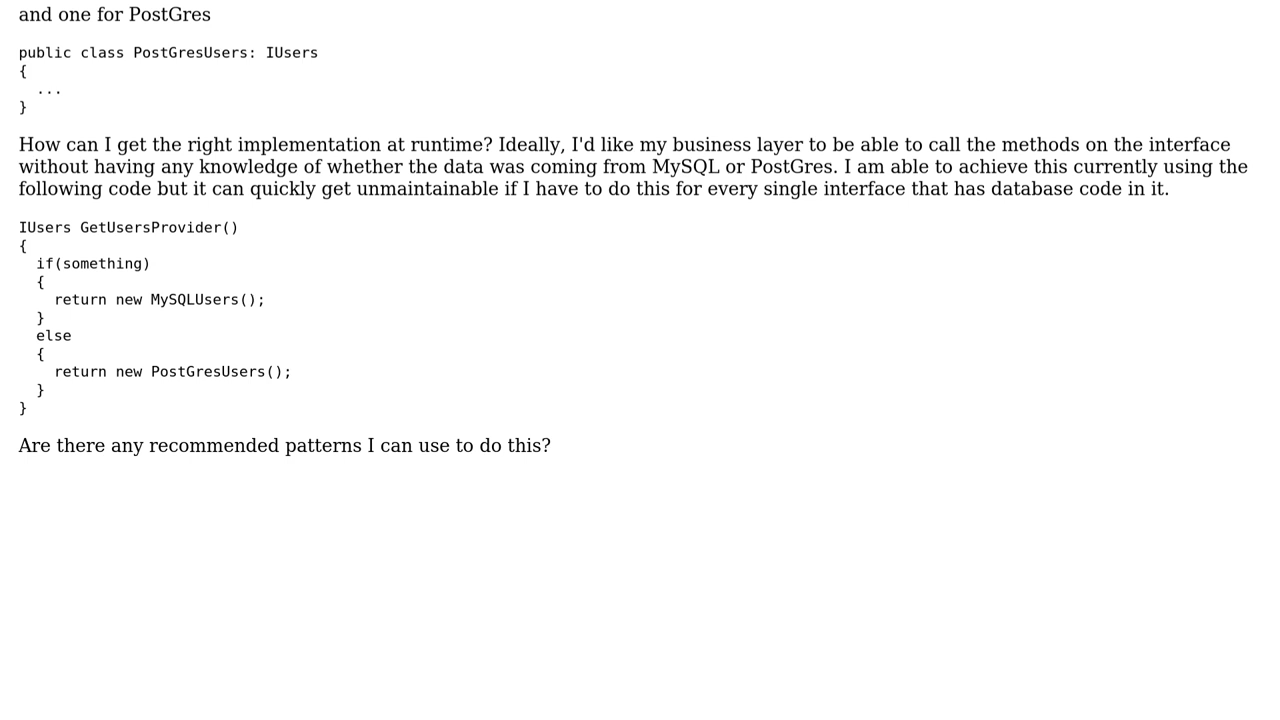 and one for PostGres
public class PostGresUsers: IUsers
{
  ...
}
How can I get the right implementation at runtime? Ideally, I'd like my business layer to be able to call the methods on the interface
without having any knowledge of whether the data was coming from MySQL or PostGres. I am able to achieve this currently using the
following code but it can quickly get unmaintainable if I have to do this for every single interface that has database code in it.
IUsers GetUsersProvider()
{
  if(something)
  {
    return new MySQLUsers();
  }
  else
  {
    return new PostGresUsers();
  }
}
Are there any recommended patterns I can use to do this?